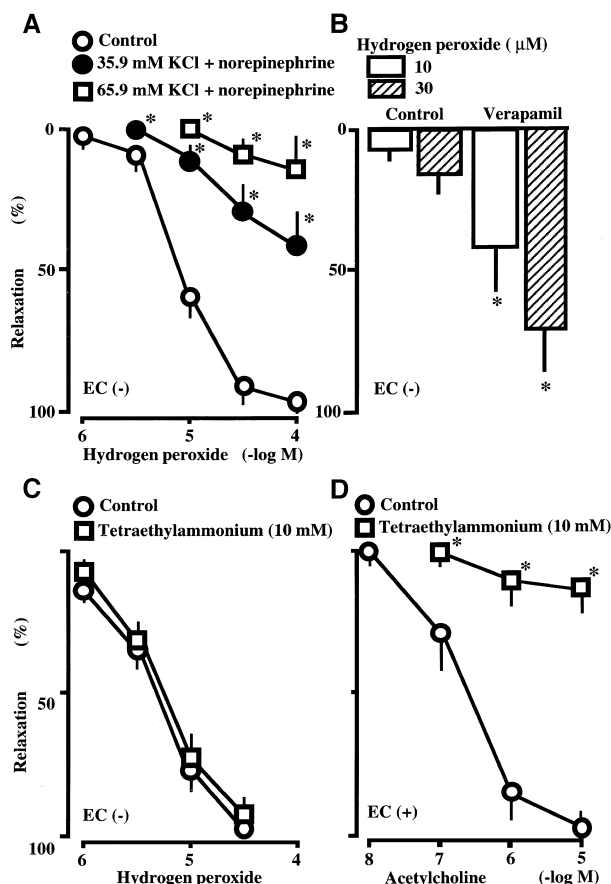 A
Control
35.9 mM KCl + norepinephrine
65.9 mM KCl + norepinephrine
0
50
100
Relaxation (%)
* * * *
* * *
EC (-)
6 5 4
Hydrogen peroxide (-log M)
B
Hydrogen peroxide ( μM)
10
30
Control Verapamil
0
50
100
*
*
EC (-)
C
Control
Tetraethylammonium (10 mM)
50
100
Relaxation (%)
EC (-)
6 5 4
Hydrogen peroxide
D
Control
Tetraethylammonium (10 mM)
* * *
EC (+)
8 7 6 5
Acetylcholine (-log M)